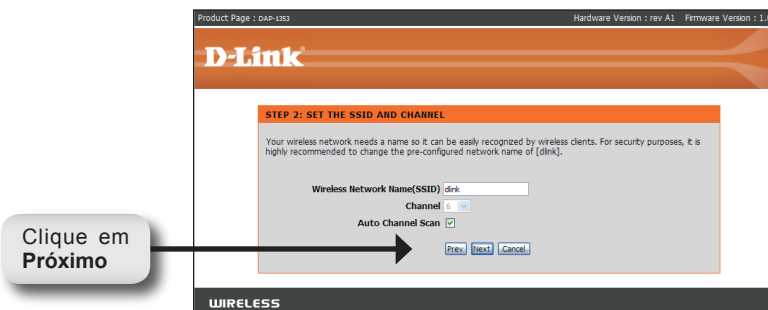 Product Page : DAP-1353 Hardware Version : rev A1 Firmware Version : 1.
D-Link
STEP 2: SET THE SSID AND CHANNEL
Your wireless network needs a name so it can be easily recognized by wireless clients. For security purposes, it is
highly recommended to change the pre-configured network name of [dlink].
Wireless Network Name(SSID) dlink
Channel 6
Auto Channel Scan
Prev Next Cancel
Clique em
Próximo
WIRELESS